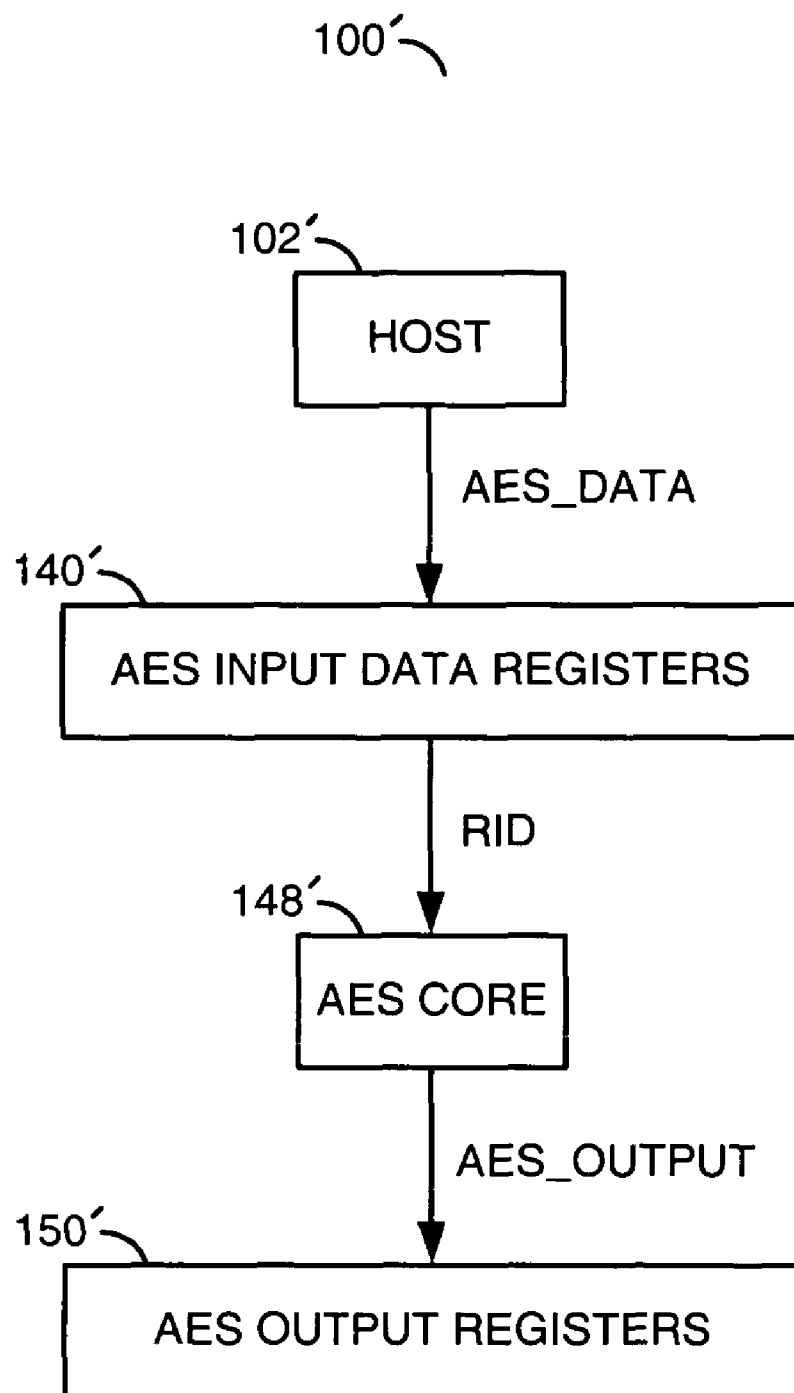 100′
102′
HOST
AES_DATA
140′
AES INPUT DATA REGISTERS
RID
148′
AES CORE
AES_OUTPUT
150′
AES OUTPUT REGISTERS